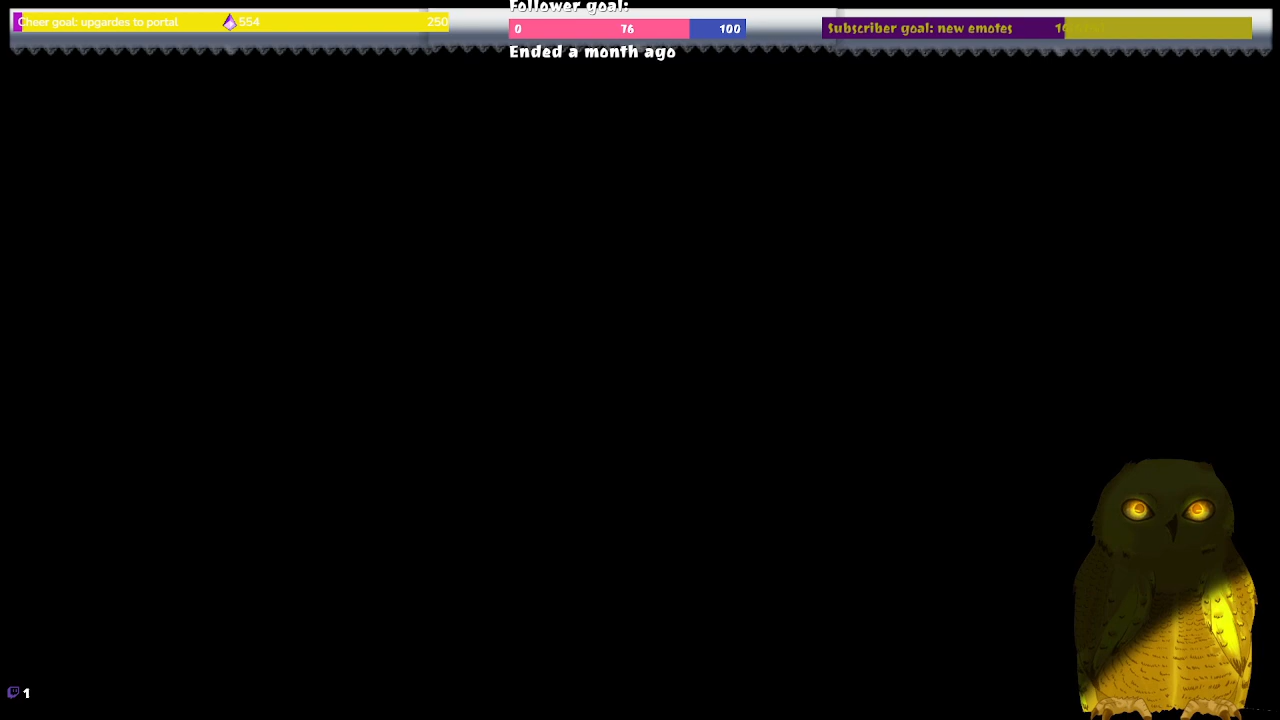 Follower goal:
Cheer goal: upgardes to portal 554 250
0 76 100
Subscriber goal: new emotes
Ended a month ago
1